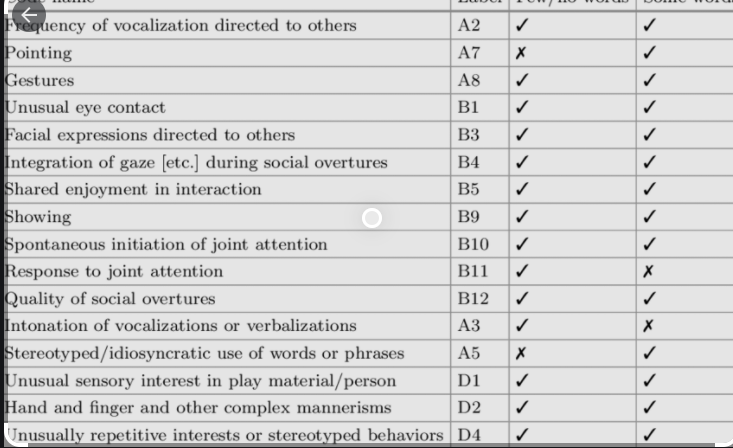 Code name Label Few/no words Some words
Frequency of vocalization directed to others A2 ✓ ✓
Pointing A7 ✗ ✓
Gestures A8 ✓ ✓
Unusual eye contact B1 ✓ ✓
Facial expressions directed to others B3 ✓ ✓
Integration of gaze [etc.] during social overtures B4 ✓ ✓
Shared enjoyment in interaction B5 ✓ ✓
Showing B9 ✓ ✓
Spontaneous initiation of joint attention B10 ✓ ✓
Response to joint attention B11 ✓ ✗
Quality of social overtures B12 ✓ ✓
Intonation of vocalizations or verbalizations A3 ✓ ✗
Stereotyped/idiosyncratic use of words or phrases A5 ✗ ✓
Unusual sensory interest in play material/person D1 ✓ ✓
Hand and finger and other complex mannerisms D2 ✓ ✓
Unusually repetitive interests or stereotyped behaviors D4 ✓ ✓